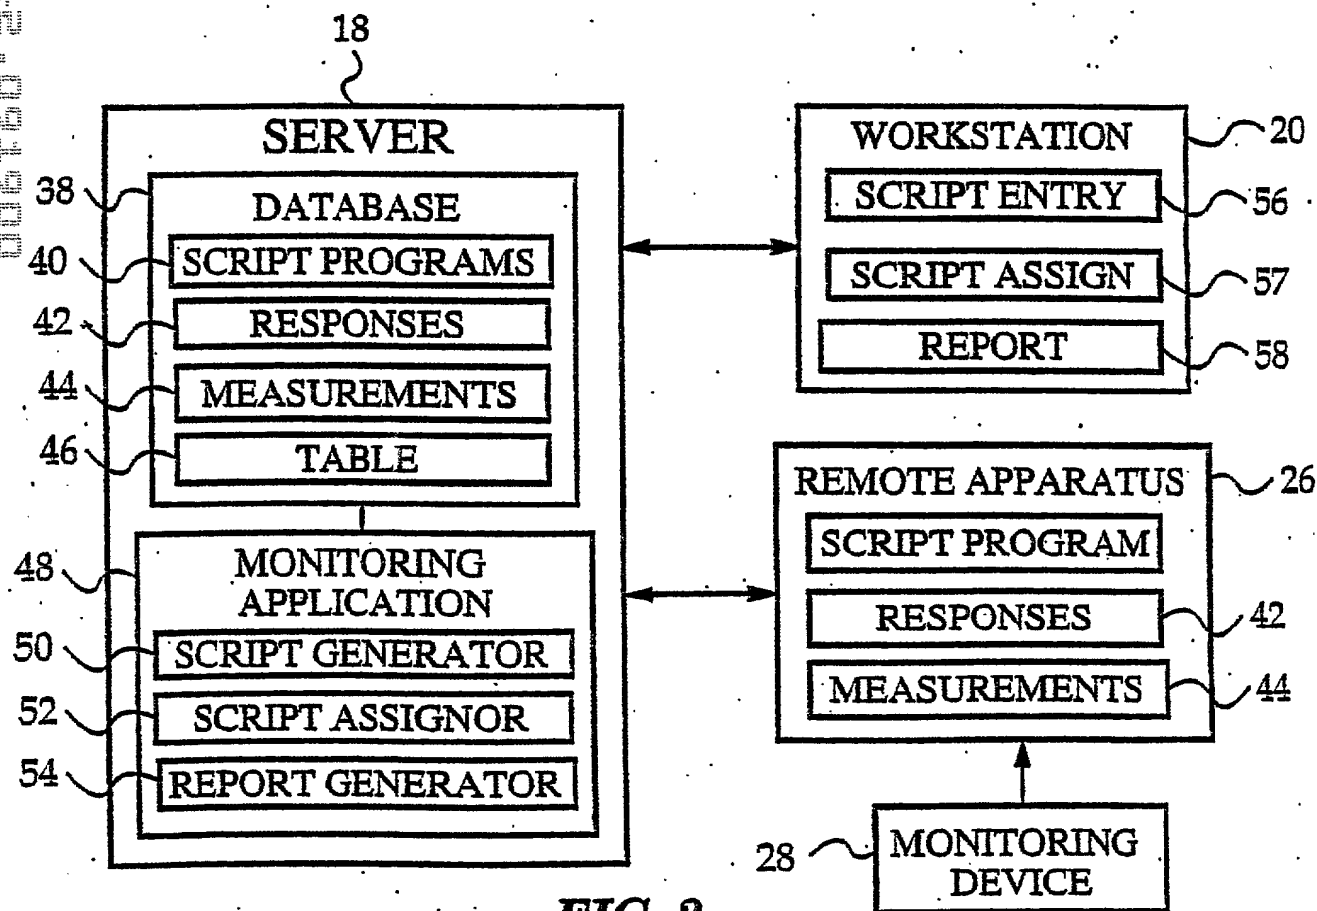 18
SERVER
38
DATABASE
40
SCRIPT PROGRAMS
42
RESPONSES
44
MEASUREMENTS
46
TABLE
48
MONITORING
APPLICATION
50
SCRIPT GENERATOR
52
SCRIPT ASSIGNOR
54
REPORT GENERATOR
WORKSTATION
20
SCRIPT ENTRY
56
SCRIPT ASSIGN
57
REPORT
58
REMOTE APPARATUS
26
SCRIPT PROGRAM
RESPONSES
42
MEASUREMENTS
44
28
MONITORING
DEVICE
FIG.